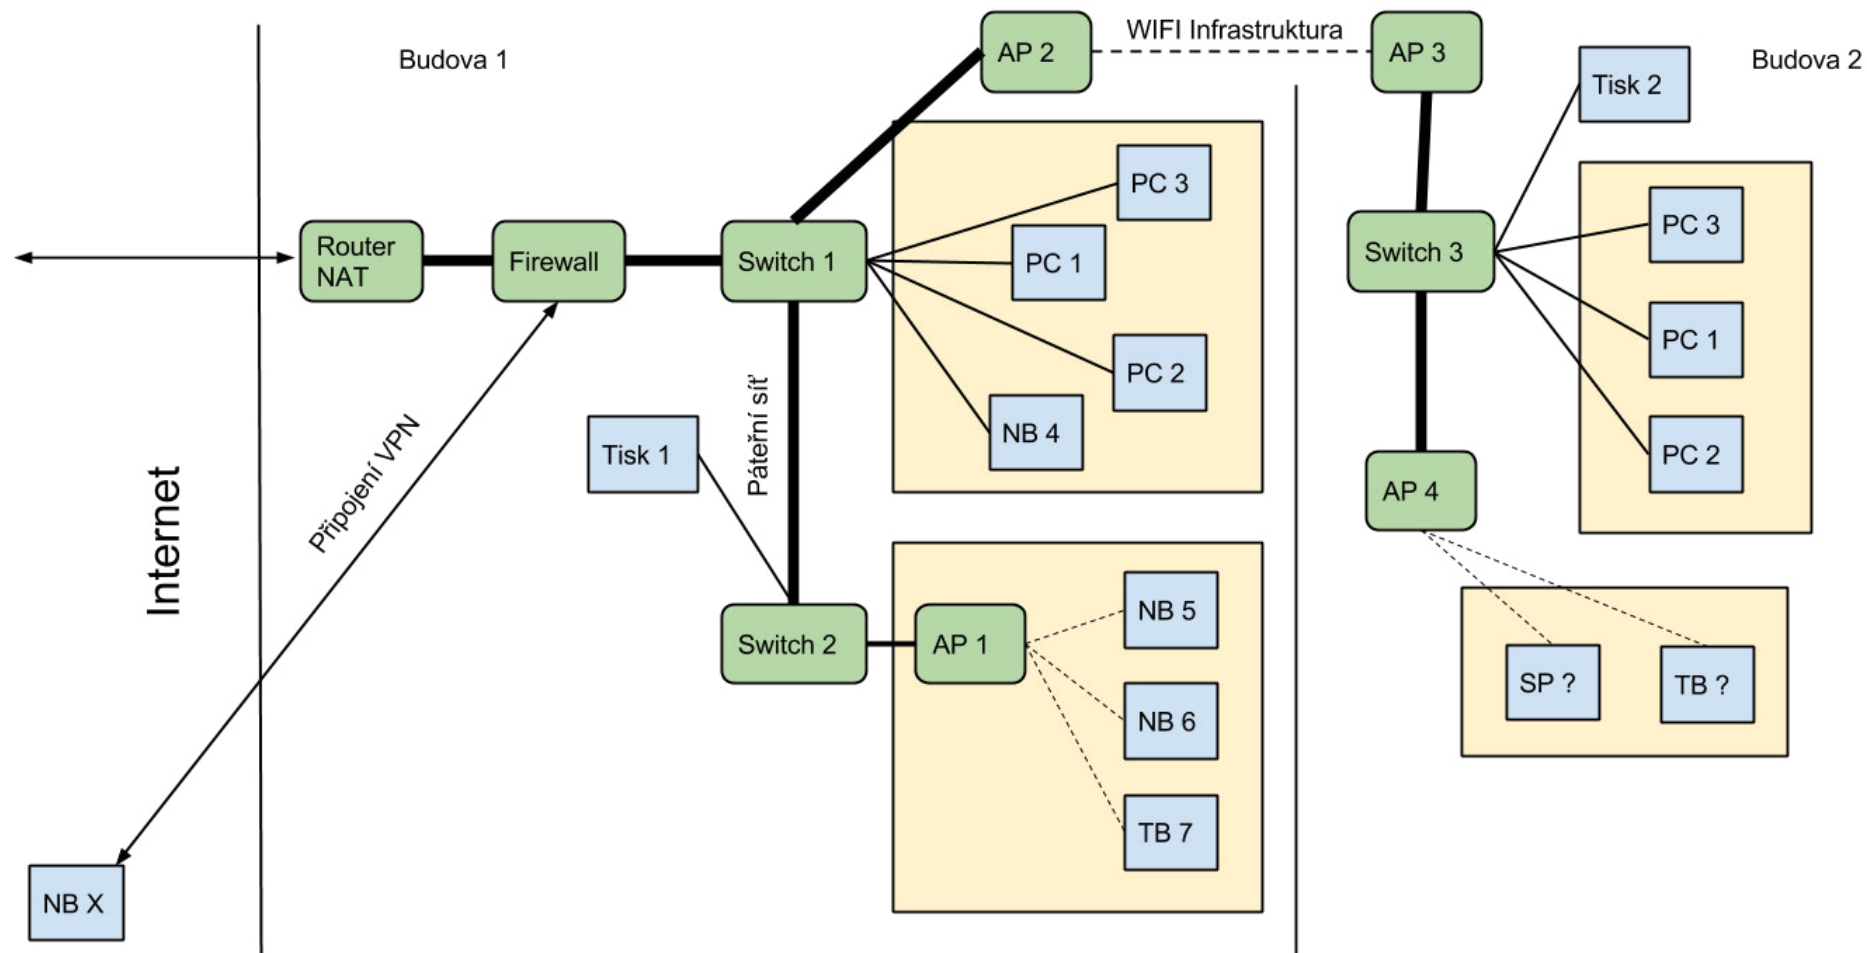 Budova 1
AP 2
WIFI Infrastruktura
AP 3
Budova 2
Tisk 2
PC 3
PC 1
PC 2
NB 4
Router
NAT
Firewall
Switch 1
Switch 3
PC 3
PC 1
PC 2
Páteřní síť
Tisk 1
Připojení VPN
Internet
AP 4
Switch 2
AP 1
NB 5
NB 6
TB 7
SP ?
TB ?
NB X